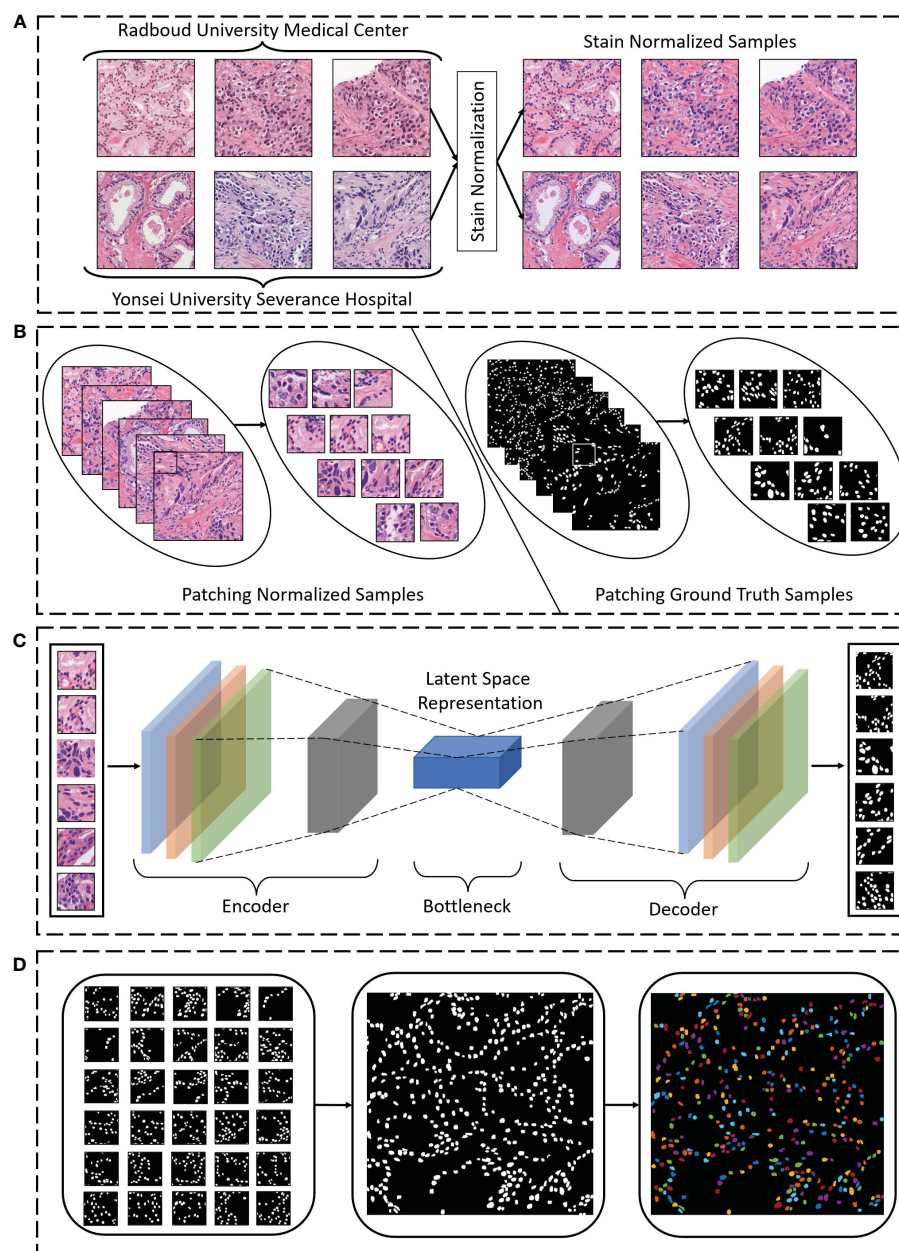 A
Radboud University Medical Center
Stain Normalized Samples
Stain Normalization
Yonsei University Severance Hospital
B
Patching Normalized Samples
Patching Ground Truth Samples
C
Latent Space
Representation
Encoder
Bottleneck
Decoder
D